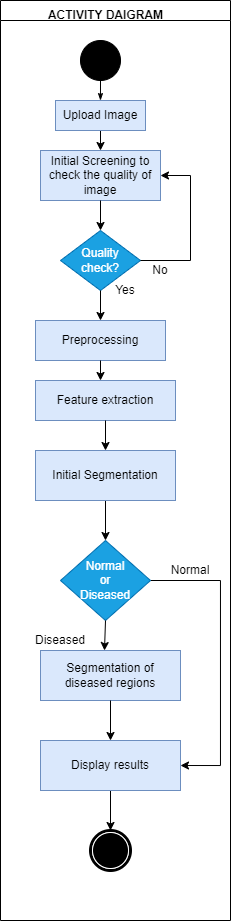 ACTIVITY DAIGRAM
Upload Image
Initial Screening to
check the quality of
image
Quality
check?
No
Yes
Preprocessing
Feature extraction
Initial Segmentation
Normal
or
Diseased
Normal
Diseased
Segmentation of
diseased regions
Display results